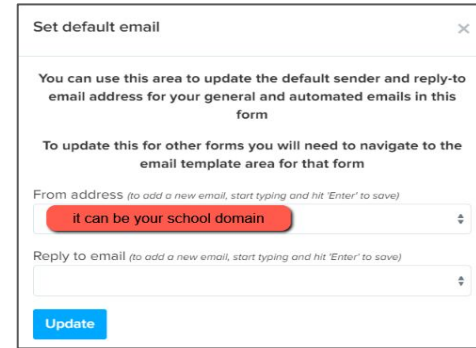 Set default email ×
You can use this area to update the default sender and reply-to
email address for your general and automated emails in this
form
To update this for other forms you will need to navigate to the
email template area for that form
From address (to add a new email, start typing and hit 'Enter' to save)
it can be your school domain
Reply to email (to add a new email, start typing and hit 'Enter' to save)
Update